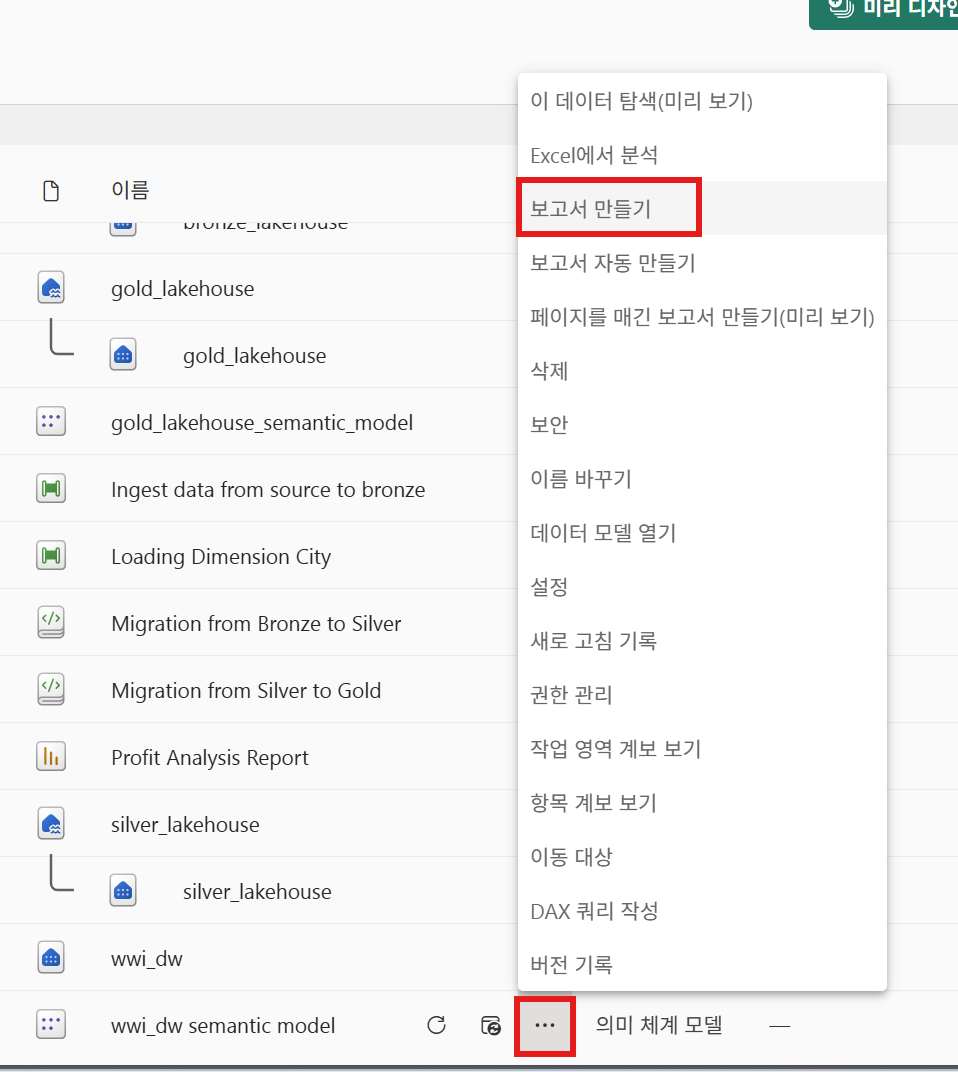 미리 디자인
이 데이터 탐색(미리 보기)
Excel에서 분석
보고서 만들기
보고서 자동 만들기
페이지를 매긴 보고서 만들기(미리 보기)
삭제
보안
이름 바꾸기
데이터 모델 열기
설정
새로 고침 기록
권한 관리
작업 영역 계보 보기
항목 계보 보기
이동 대상
DAX 쿼리 작성
버전 기록
이름
bronze_lakehouse
gold_lakehouse
gold_lakehouse
gold_lakehouse_semantic_model
Ingest data from source to bronze
Loading Dimension City
Migration from Bronze to Silver
Migration from Silver to Gold
Profit Analysis Report
silver_lakehouse
silver_lakehouse
wwi_dw
wwi_dw semantic model ... 의미 체계 모델 —